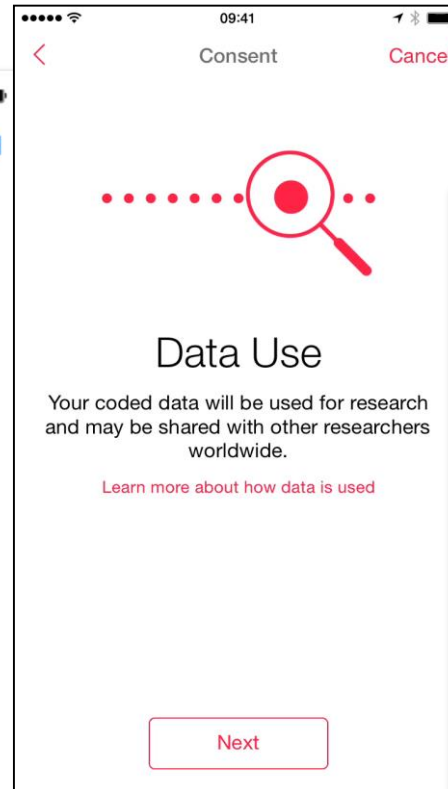 09:41
Consent
Cance
Data Use
Your coded data will be used for research
and may be shared with other researchers
worldwide.
Learn more about how data is used
Next